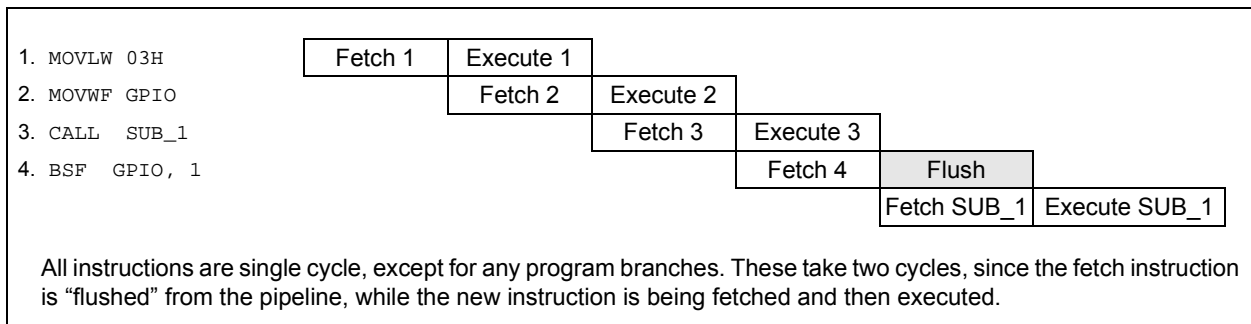 1. MOVLW 03H Fetch 1 Execute 1
2. MOVWF GPIO Fetch 2 Execute 2
3. CALL SUB_1 Fetch 3 Execute 3
4. BSF GPIO, 1 Fetch 4 Flush
Fetch SUB_1 Execute SUB_1
All instructions are single cycle, except for any program branches. These take two cycles, since the fetch instruction
is “flushed” from the pipeline, while the new instruction is being fetched and then executed.